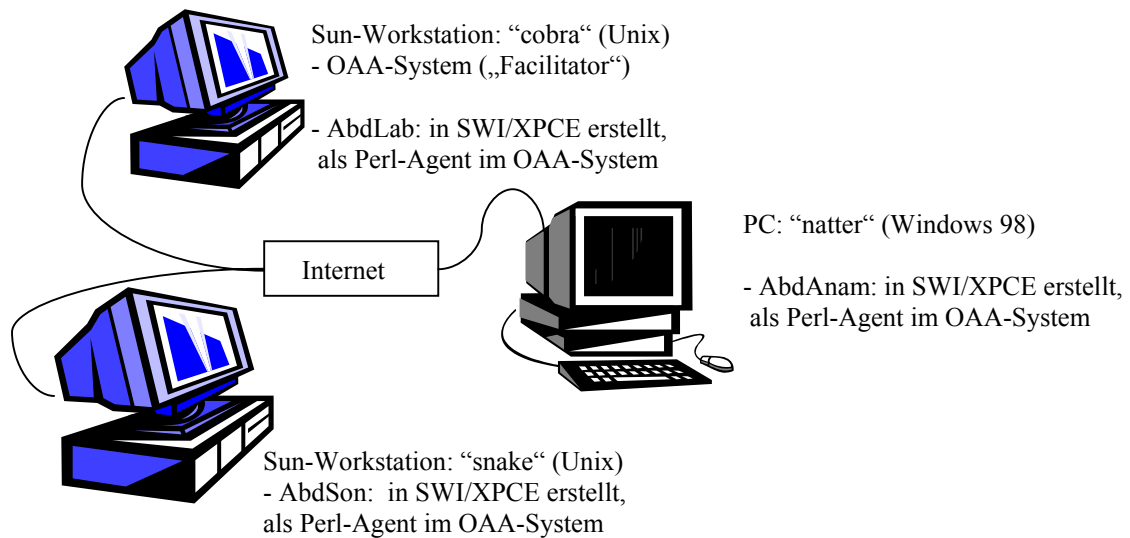 Sun-Workstation: “cobra“ (Unix)
- OAA-System („Facilitator“)
- AbdLab: in SWI/XPCE erstellt,
als Perl-Agent im OAA-System
Internet
PC: “natter“ (Windows 98)
- AbdAnam: in SWI/XPCE erstellt,
als Perl-Agent im OAA-System
Sun-Workstation: “snake“ (Unix)
- AbdSon: in SWI/XPCE erstellt,
als Perl-Agent im OAA-System